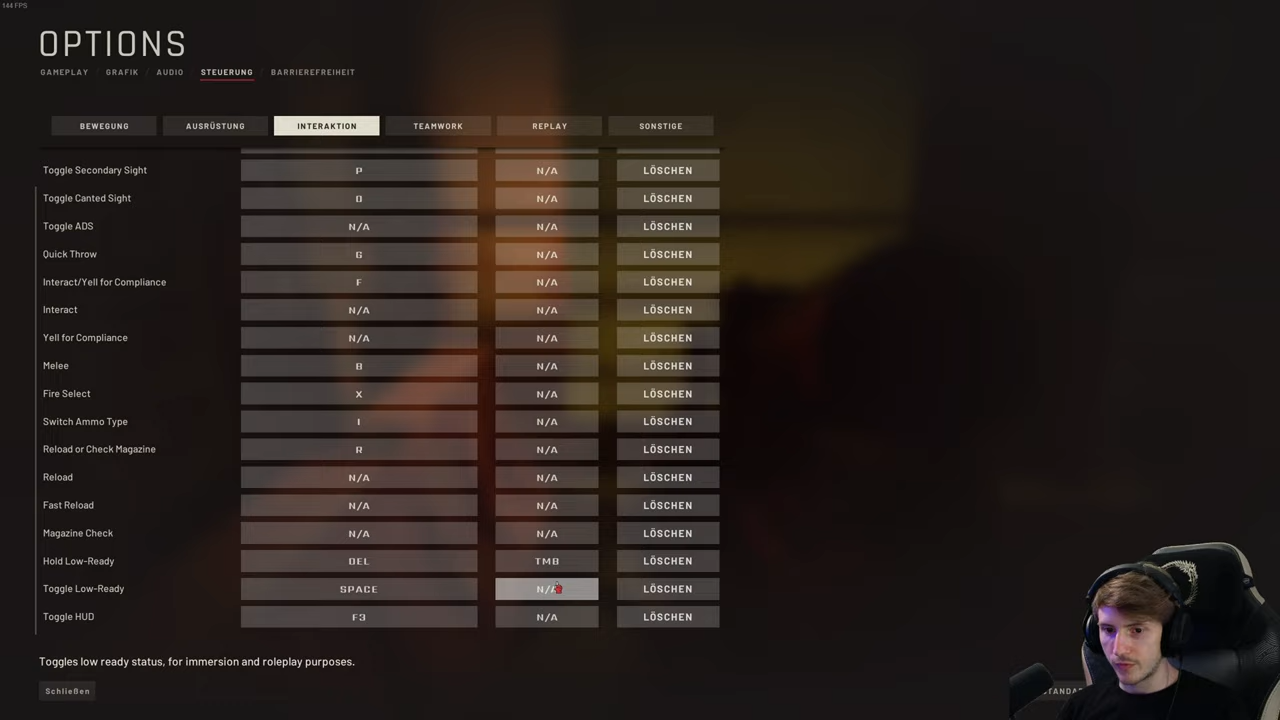 144 FPS
OPTIONS
GAMEPLAY / GRAFIK / AUDIO / STEUERUNG / BARRIEREFREIHEIT
BEWEGUNG AUSRÜSTUNG INTERAKTION TEAMWORK REPLAY SONSTIGE
Toggle Secondary Sight P N/A LÖSCHEN
Toggle Canted Sight O N/A LÖSCHEN
Toggle ADS N/A N/A LÖSCHEN
Quick Throw G N/A LÖSCHEN
Interact/Yell for Compliance F N/A LÖSCHEN
Interact N/A N/A LÖSCHEN
Yell for Compliance N/A N/A LÖSCHEN
Melee B N/A LÖSCHEN
Fire Select X N/A LÖSCHEN
Switch Ammo Type I N/A LÖSCHEN
Reload or Check Magazine R N/A LÖSCHEN
Reload N/A N/A LÖSCHEN
Fast Reload N/A N/A LÖSCHEN
Magazine Check N/A N/A LÖSCHEN
Hold Low-Ready DEL TMB LÖSCHEN
Toggle Low-Ready SPACE N/A LÖSCHEN
Toggle HUD F3 N/A LÖSCHEN
Toggles low ready status, for immersion and roleplay purposes.
Schließen